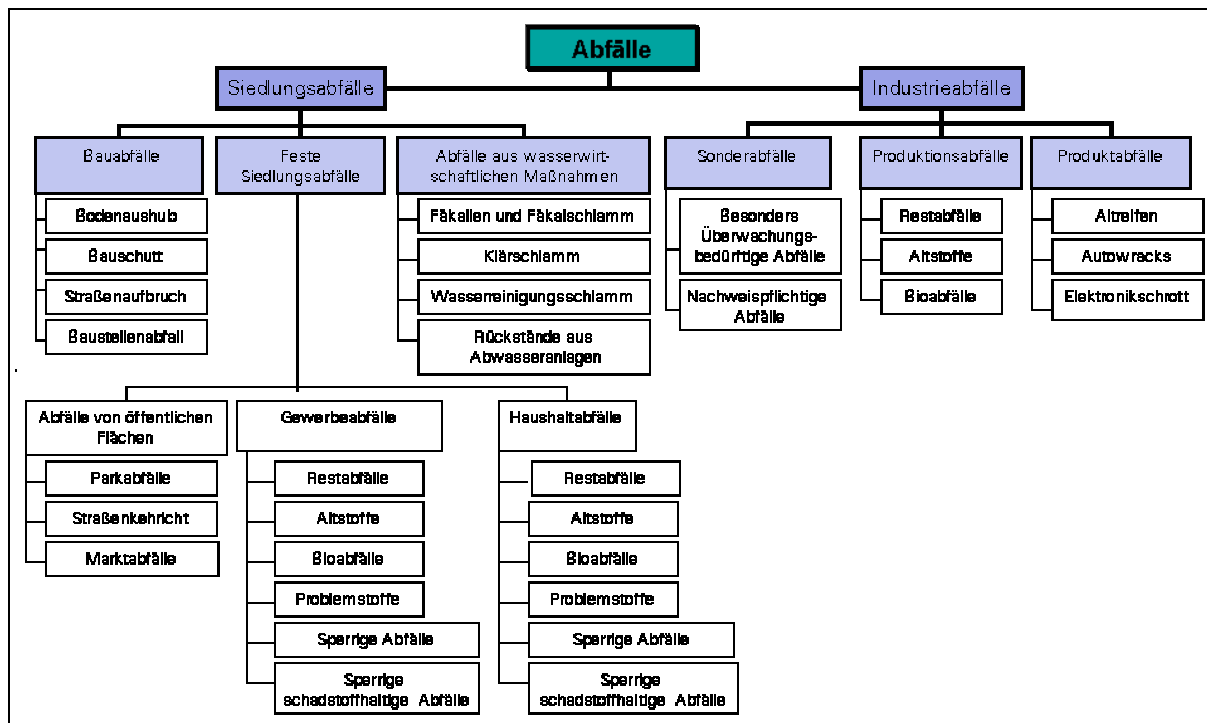 Abfälle
Siedlungsabfälle
Industrieabfälle
Bauabfälle
Feste
Siedlungsabfälle
Abfälle aus wasserwirt-
schaftlichen Maßnahmen
Sonderabfälle
Produktionsabfälle
Produktabfälle
Bodenaushub
Bauschutt
Straßenaufbruch
Baustellenabfall
Fäkalien und Fäkalschlamm
Klärschlamm
Wasserreinigungsschlamm
Rückstände aus
Abwasseranlagen
Besonders
Überwachungs-
bedürftige Abfälle
Nachweispflichtige
Abfälle
Restabfälle
Altstoffe
Bioabfälle
Altreifen
Autowracks
Elektronikschrott
Abfälle von öffentlichen
Flächen
Parkabfälle
Straßenkehricht
Marktabfälle
Gewerbeabfälle
Restabfälle
Altstoffe
Bioabfälle
Problemstoffe
Sperrige Abfälle
Sperrige
schadstoffhaltige Abfälle
Haushaltabfälle
Restabfälle
Altstoffe
Bioabfälle
Problemstoffe
Sperrige Abfälle
Sperrige
schadstoffhaltige Abfälle